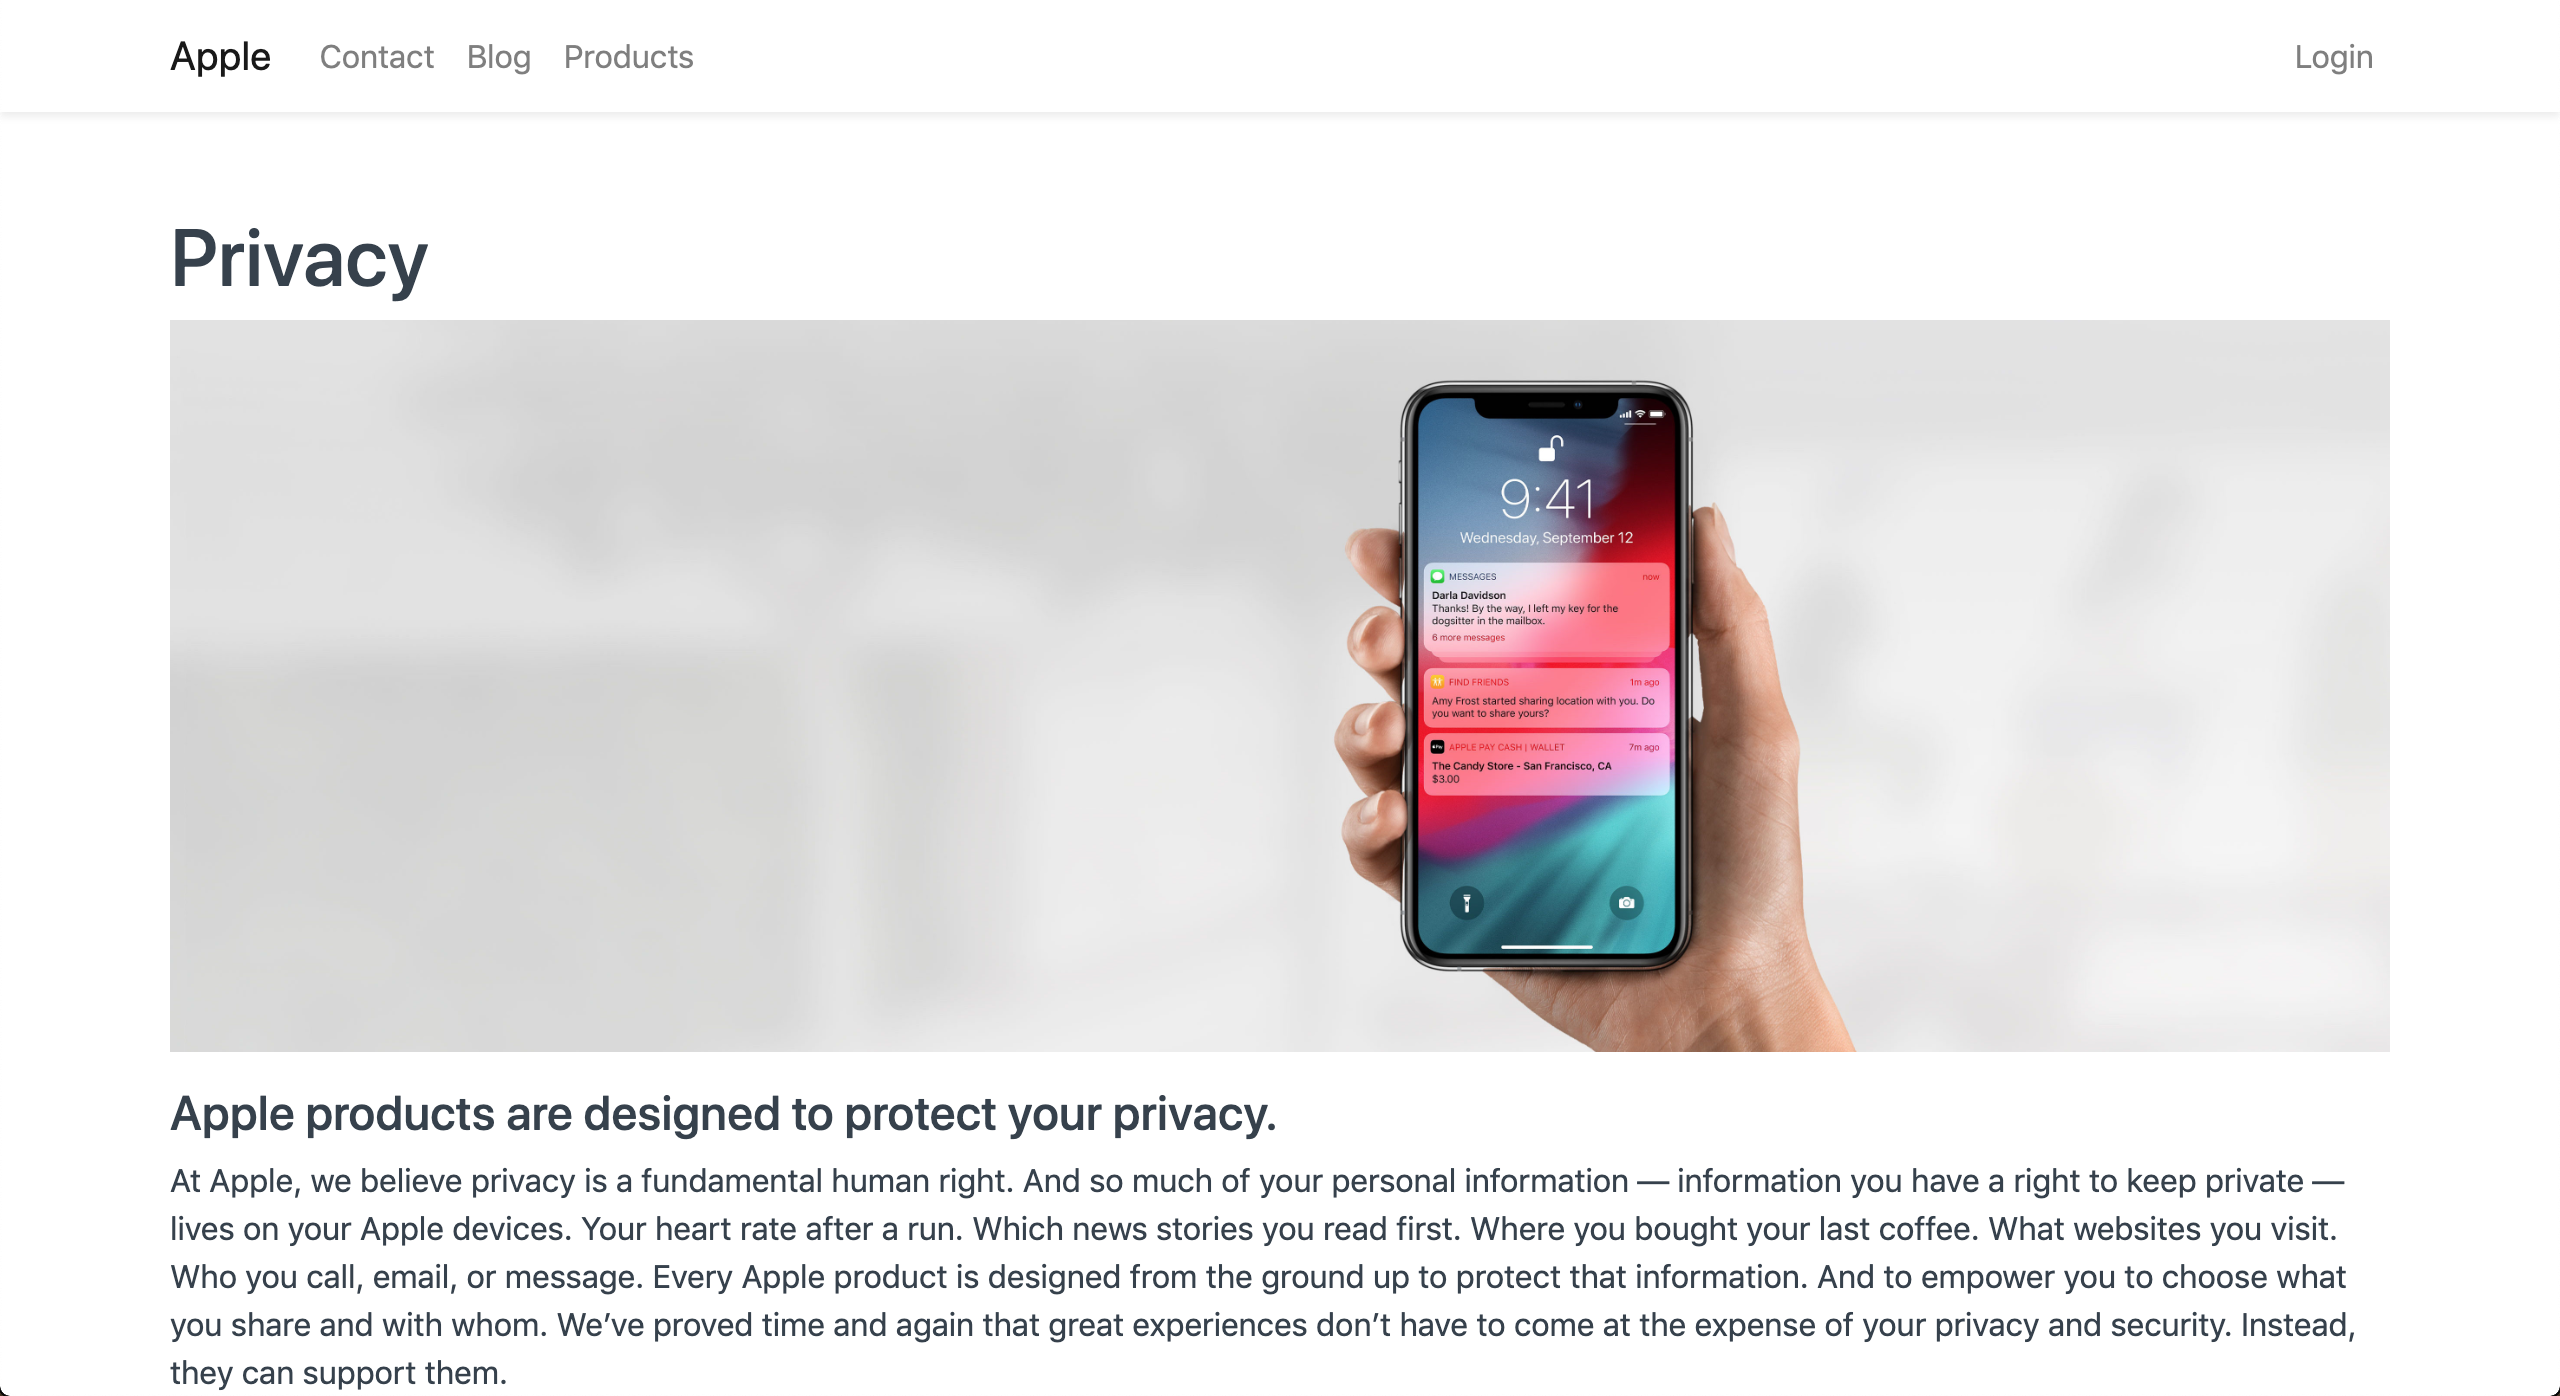 Apple Contact Blog Products Login
Privacy
9:41
Wednesday, September 12
MESSAGES now
Darla Davidson
Thanks! By the way, I left my key for the
dogsitter in the mailbox.
6 more messages
FIND FRIENDS 1m ago
Amy Frost started sharing location with you. Do
you want to share yours?
Pay APPLE PAY CASH | WALLET 7m ago
The Candy Store - San Francisco, CA
$3.00
Apple products are designed to protect your privacy.
At Apple, we believe privacy is a fundamental human right. And so much of your personal information — information you have a right to keep private —
lives on your Apple devices. Your heart rate after a run. Which news stories you read first. Where you bought your last coffee. What websites you visit.
Who you call, email, or message. Every Apple product is designed from the ground up to protect that information. And to empower you to choose what
you share and with whom. We’ve proved time and again that great experiences don’t have to come at the expense of your privacy and security. Instead,
they can support them.